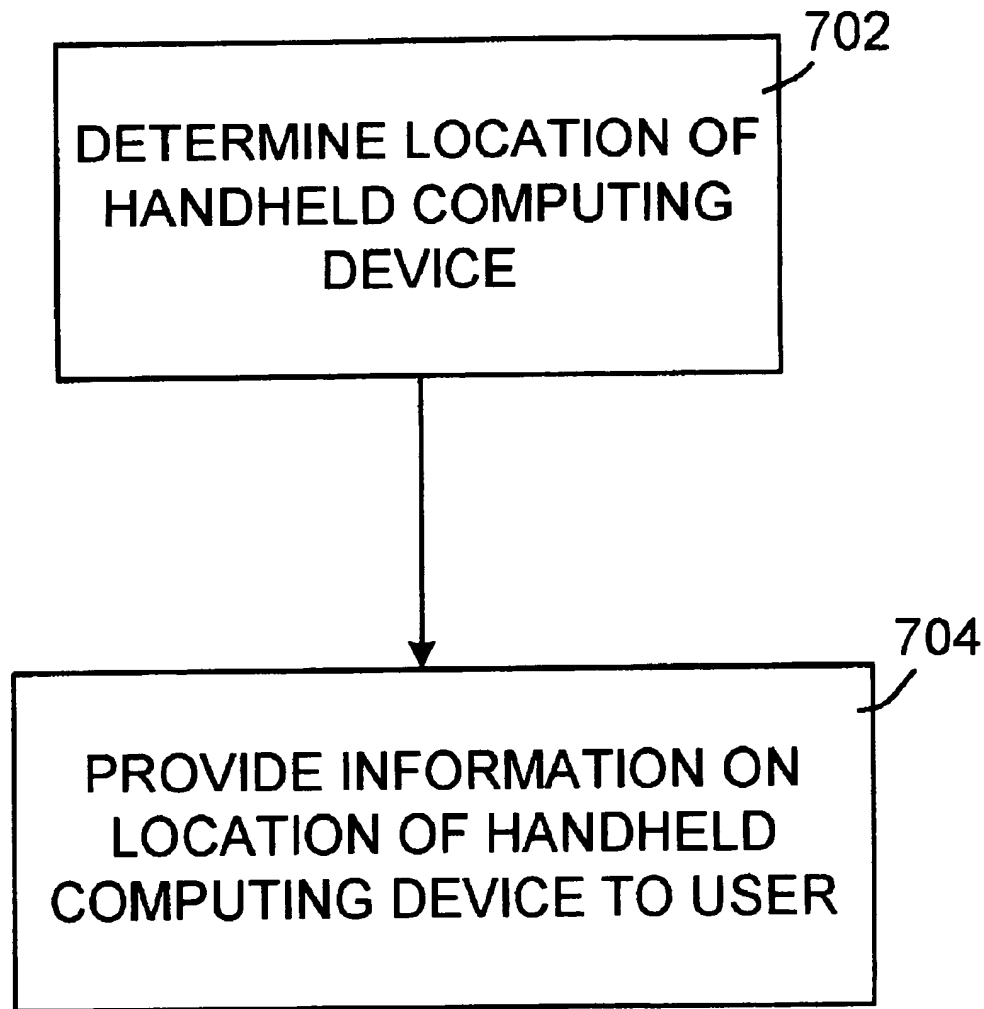 702
DETERMINE LOCATION OF
HANDHELD COMPUTING
DEVICE
704
PROVIDE INFORMATION ON
LOCATION OF HANDHELD
COMPUTING DEVICE TO USER